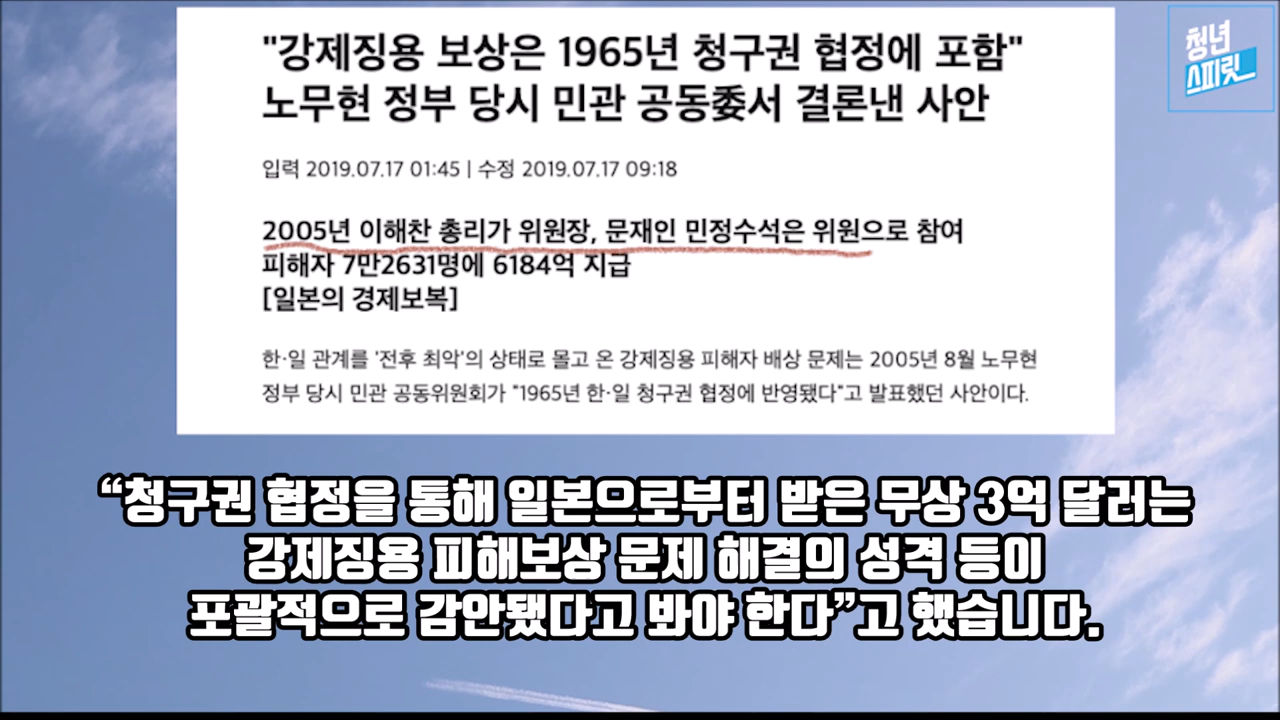 "강제징용 보상은 1965년 청구권 협정에 포함"
노무현 정부 당시 민관 공동委서 결론낸 사안
입력 2019.07.17 01:45 | 수정 2019.07.17 09:18
2005년 이해찬 총리가 위원장, 문재인 민정수석은 위원으로 참여
피해자 7만2631명에 6184억 지급
[일본의 경제보복]
한·일 관계를 '전후 최악'의 상태로 몰고 온 강제징용 피해자 배상 문제는 2005년 8월 노무현
정부 당시 민관 공동위원회가 "1965년 한·일 청구권 협정에 반영됐다"고 발표했던 사안이다.
청년
스피릿
“청구권 협정을 통해 일본으로부터 받은 무상 3억 달러는
강제징용 피해보상 문제 해결의 성격 등이
포괄적으로 감안됐다고 봐야 한다”고 했습니다.